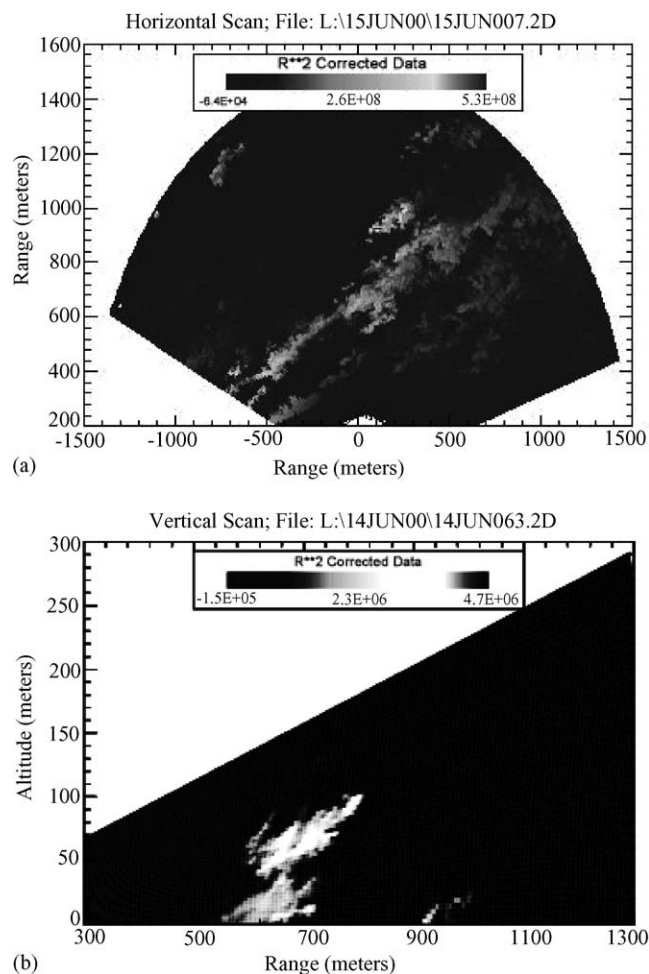 Horizontal Scan; File: L:\15JUN00\15JUN007.2D
1600
R**2 Corrected Data
-6.4E+04 2.6E+08 5.3E+08
1400
1200
1000
800
600
400
200
Range (meters)
-1500 -1000 -500 0 500 1000 1500
(a)
Range (meters)
Vertical Scan; File: L:\14JUN00\14JUN063.2D
300
R**2 Corrected Data
-1.5E+05 2.3E+06 4.7E+06
250
200
150
100
50
0
Altitude (meters)
300 500 700 900 1100 1300
(b)
Range (meters)